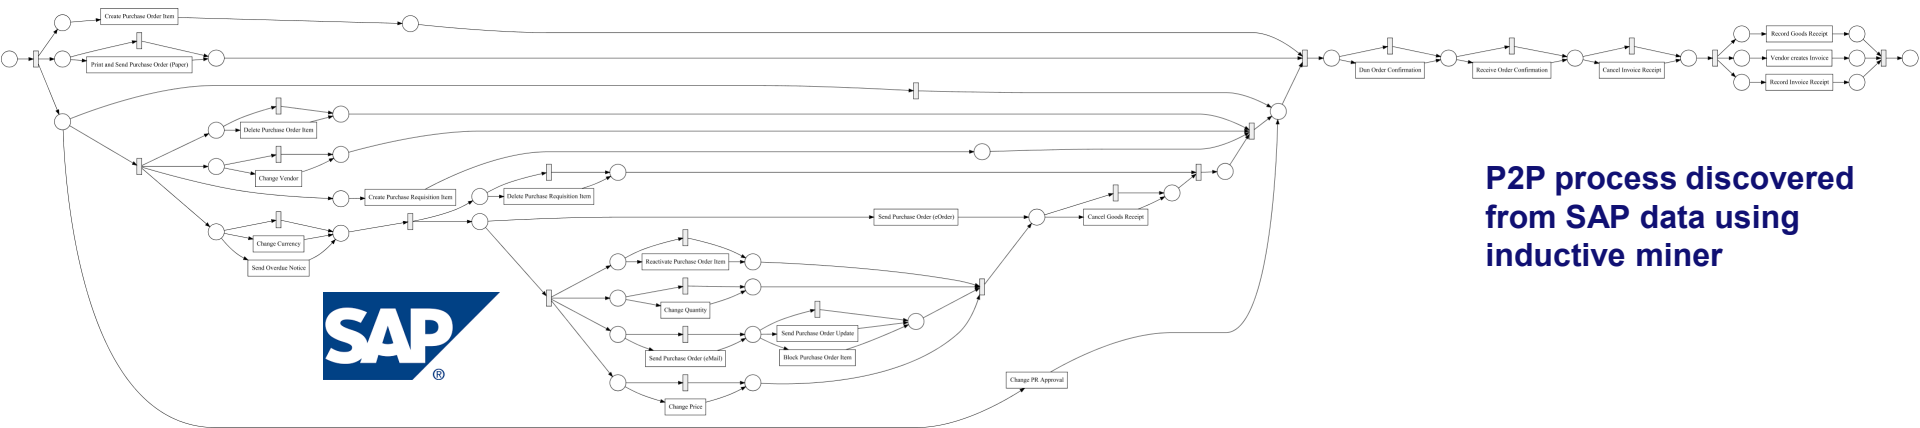 Create Purchase Order Item
Print and Send Purchase Order (Paper)
Dun Order Confirmation
Receive Order Confirmation
Cancel Invoice Receipt
Record Goods Receipt
Vendor creates Invoice
Record Invoice Receipt
Delete Purchase Order Item
Change Vendor
Create Purchase Requisition Item
Delete Purchase Requisition Item
Send Purchase Order (eOrder)
Cancel Goods Receipt
Change Currency
Send Overdue Notice
P2P process discovered
from SAP data using
inductive miner
Reactivate Purchase Order Item
Change Quantity
Send Purchase Order Update
Send Purchase Order (eMail)
Block Purchase Order Item
Change PR Approval
Change Price
SAP
®